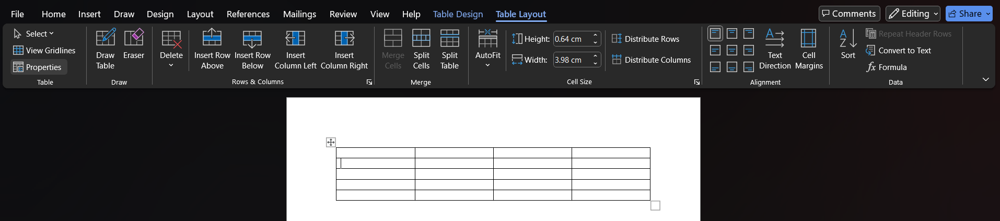 File Home Insert Draw Design Layout References Mailings Review View Help Table Design Table Layout Comments Editing Share
Select
View Gridlines
Properties
Table
Draw
Table
Eraser
Draw
Delete
Insert Row
Above
Insert Row
Below
Insert
Column Left
Insert
Column Right
Rows & Columns
Merge
Cells
Split
Cells
Split
Table
Merge
AutoFit
Height: 0.64 cm
Width: 3.98 cm
Distribute Rows
Distribute Columns
Cell Size
Text
Direction
Cell
Margins
Alignment
A
Z
Sort
Repeat Header Rows
Convert to Text
fx Formula
Data